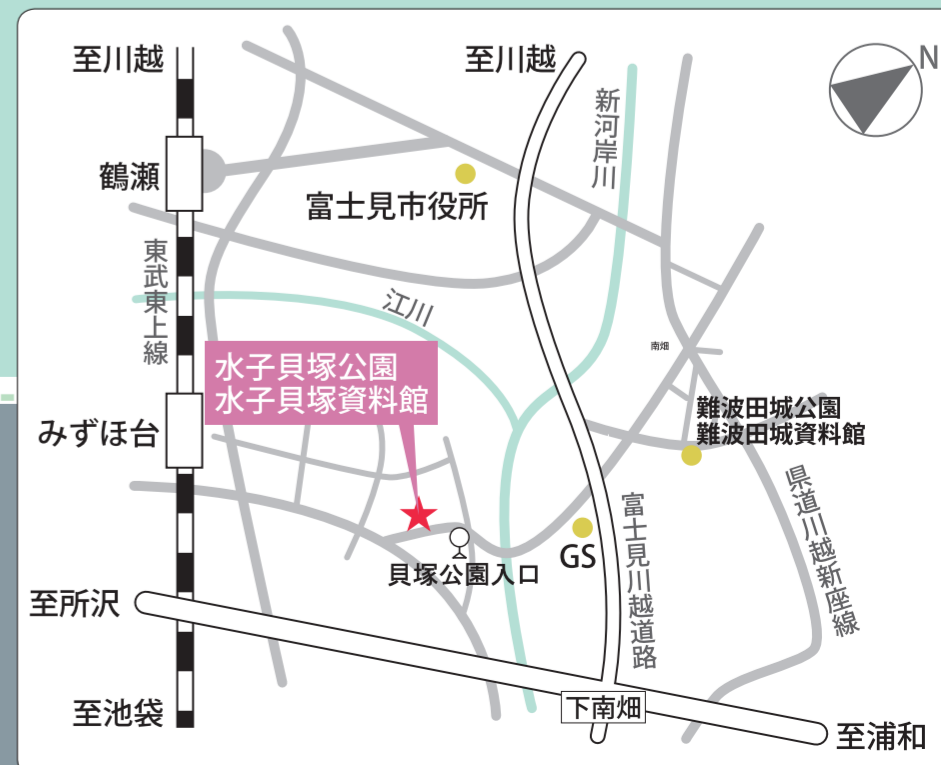 至川越
至川越
N
新河岸川
鶴瀬
富士見市役所
東武東上線
江川
南畑
水子貝塚公園
水子貝塚資料館
難波田城公園
難波田城資料館
みずほ台
県道川越新座線
富士見川越道路
GS
貝塚公園入口
至所沢
下南畑
至池袋
至浦和